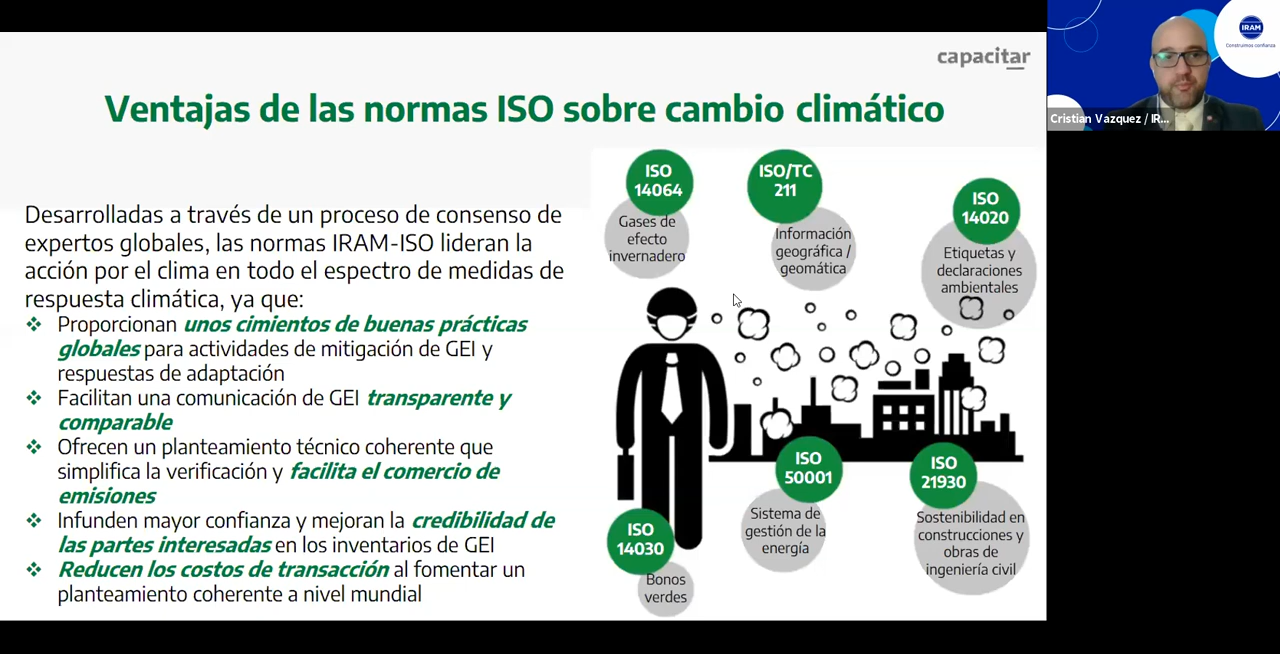 capacitar
Ventajas de las normas ISO sobre cambio climático
Desarrolladas a través de un proceso de consenso de
expertos globales, las normas IRAM-ISO lideran la
acción por el clima en todo el espectro de medidas de
respuesta climática, ya que:
❖ Proporcionan unos cimientos de buenas prácticas
globales para actividades de mitigación de GEI y
respuestas de adaptación
❖ Facilitan una comunicación de GEI transparente y
comparable
❖ Ofrecen un planteamiento técnico coherente que
simplifica la verificación y facilita el comercio de
emisiones
❖ Infunden mayor confianza y mejoran la credibilidad de
las partes interesadas en los inventarios de GEI
❖ Reducen los costos de transacción al fomentar un
planteamiento coherente a nivel mundial
ISO
14064
Gases de
efecto
invernadero
ISO/TC
211
Información
geográfica /
geomática
ISO
14020
Etiquetas y
declaraciones
ambientales
ISO
14030
Bonos
verdes
ISO
50001
Sistema de
gestión de la
energía
ISO
21930
Sostenibilidad en
construcciones y
obras de
ingeniería civil
IRAM
Construimos confianza
Cristian Vazquez / IR...